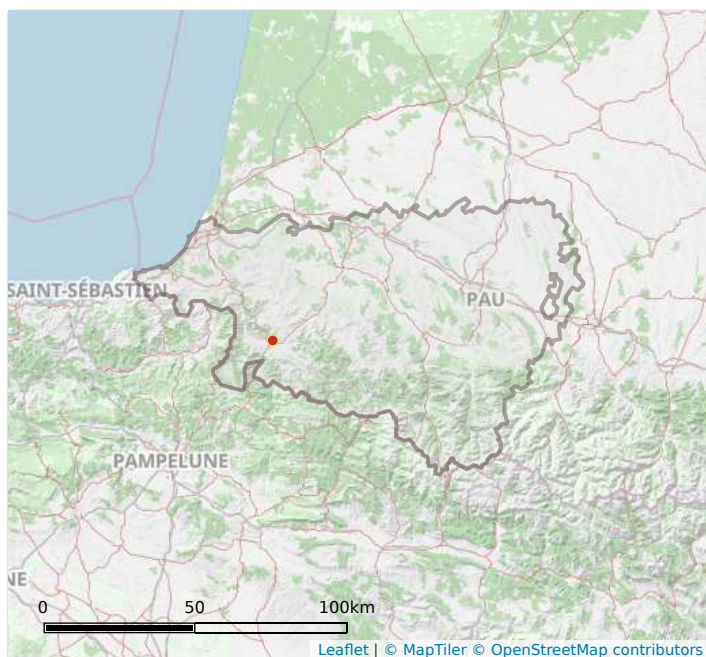 SAINT-SÉBASTIEN
PAU
PAMPELUNE
NE
0 50 100km
Leaflet | © MapTiler © OpenStreetMap contributors